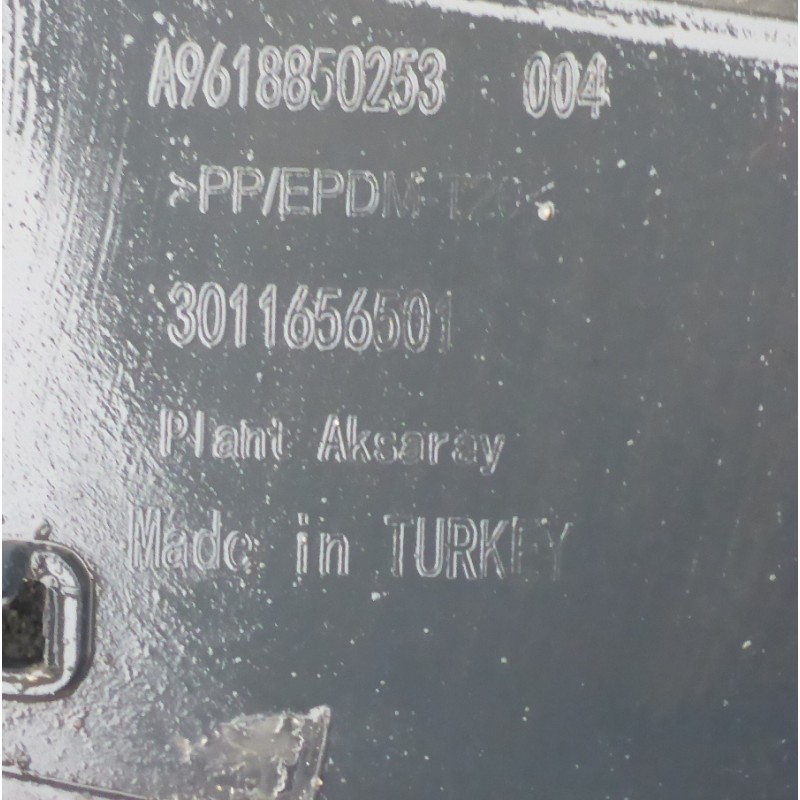 A9618850253 004
>PP/EPDM-T20<
3011656501
Plant Aksaray
Made in TURKEY